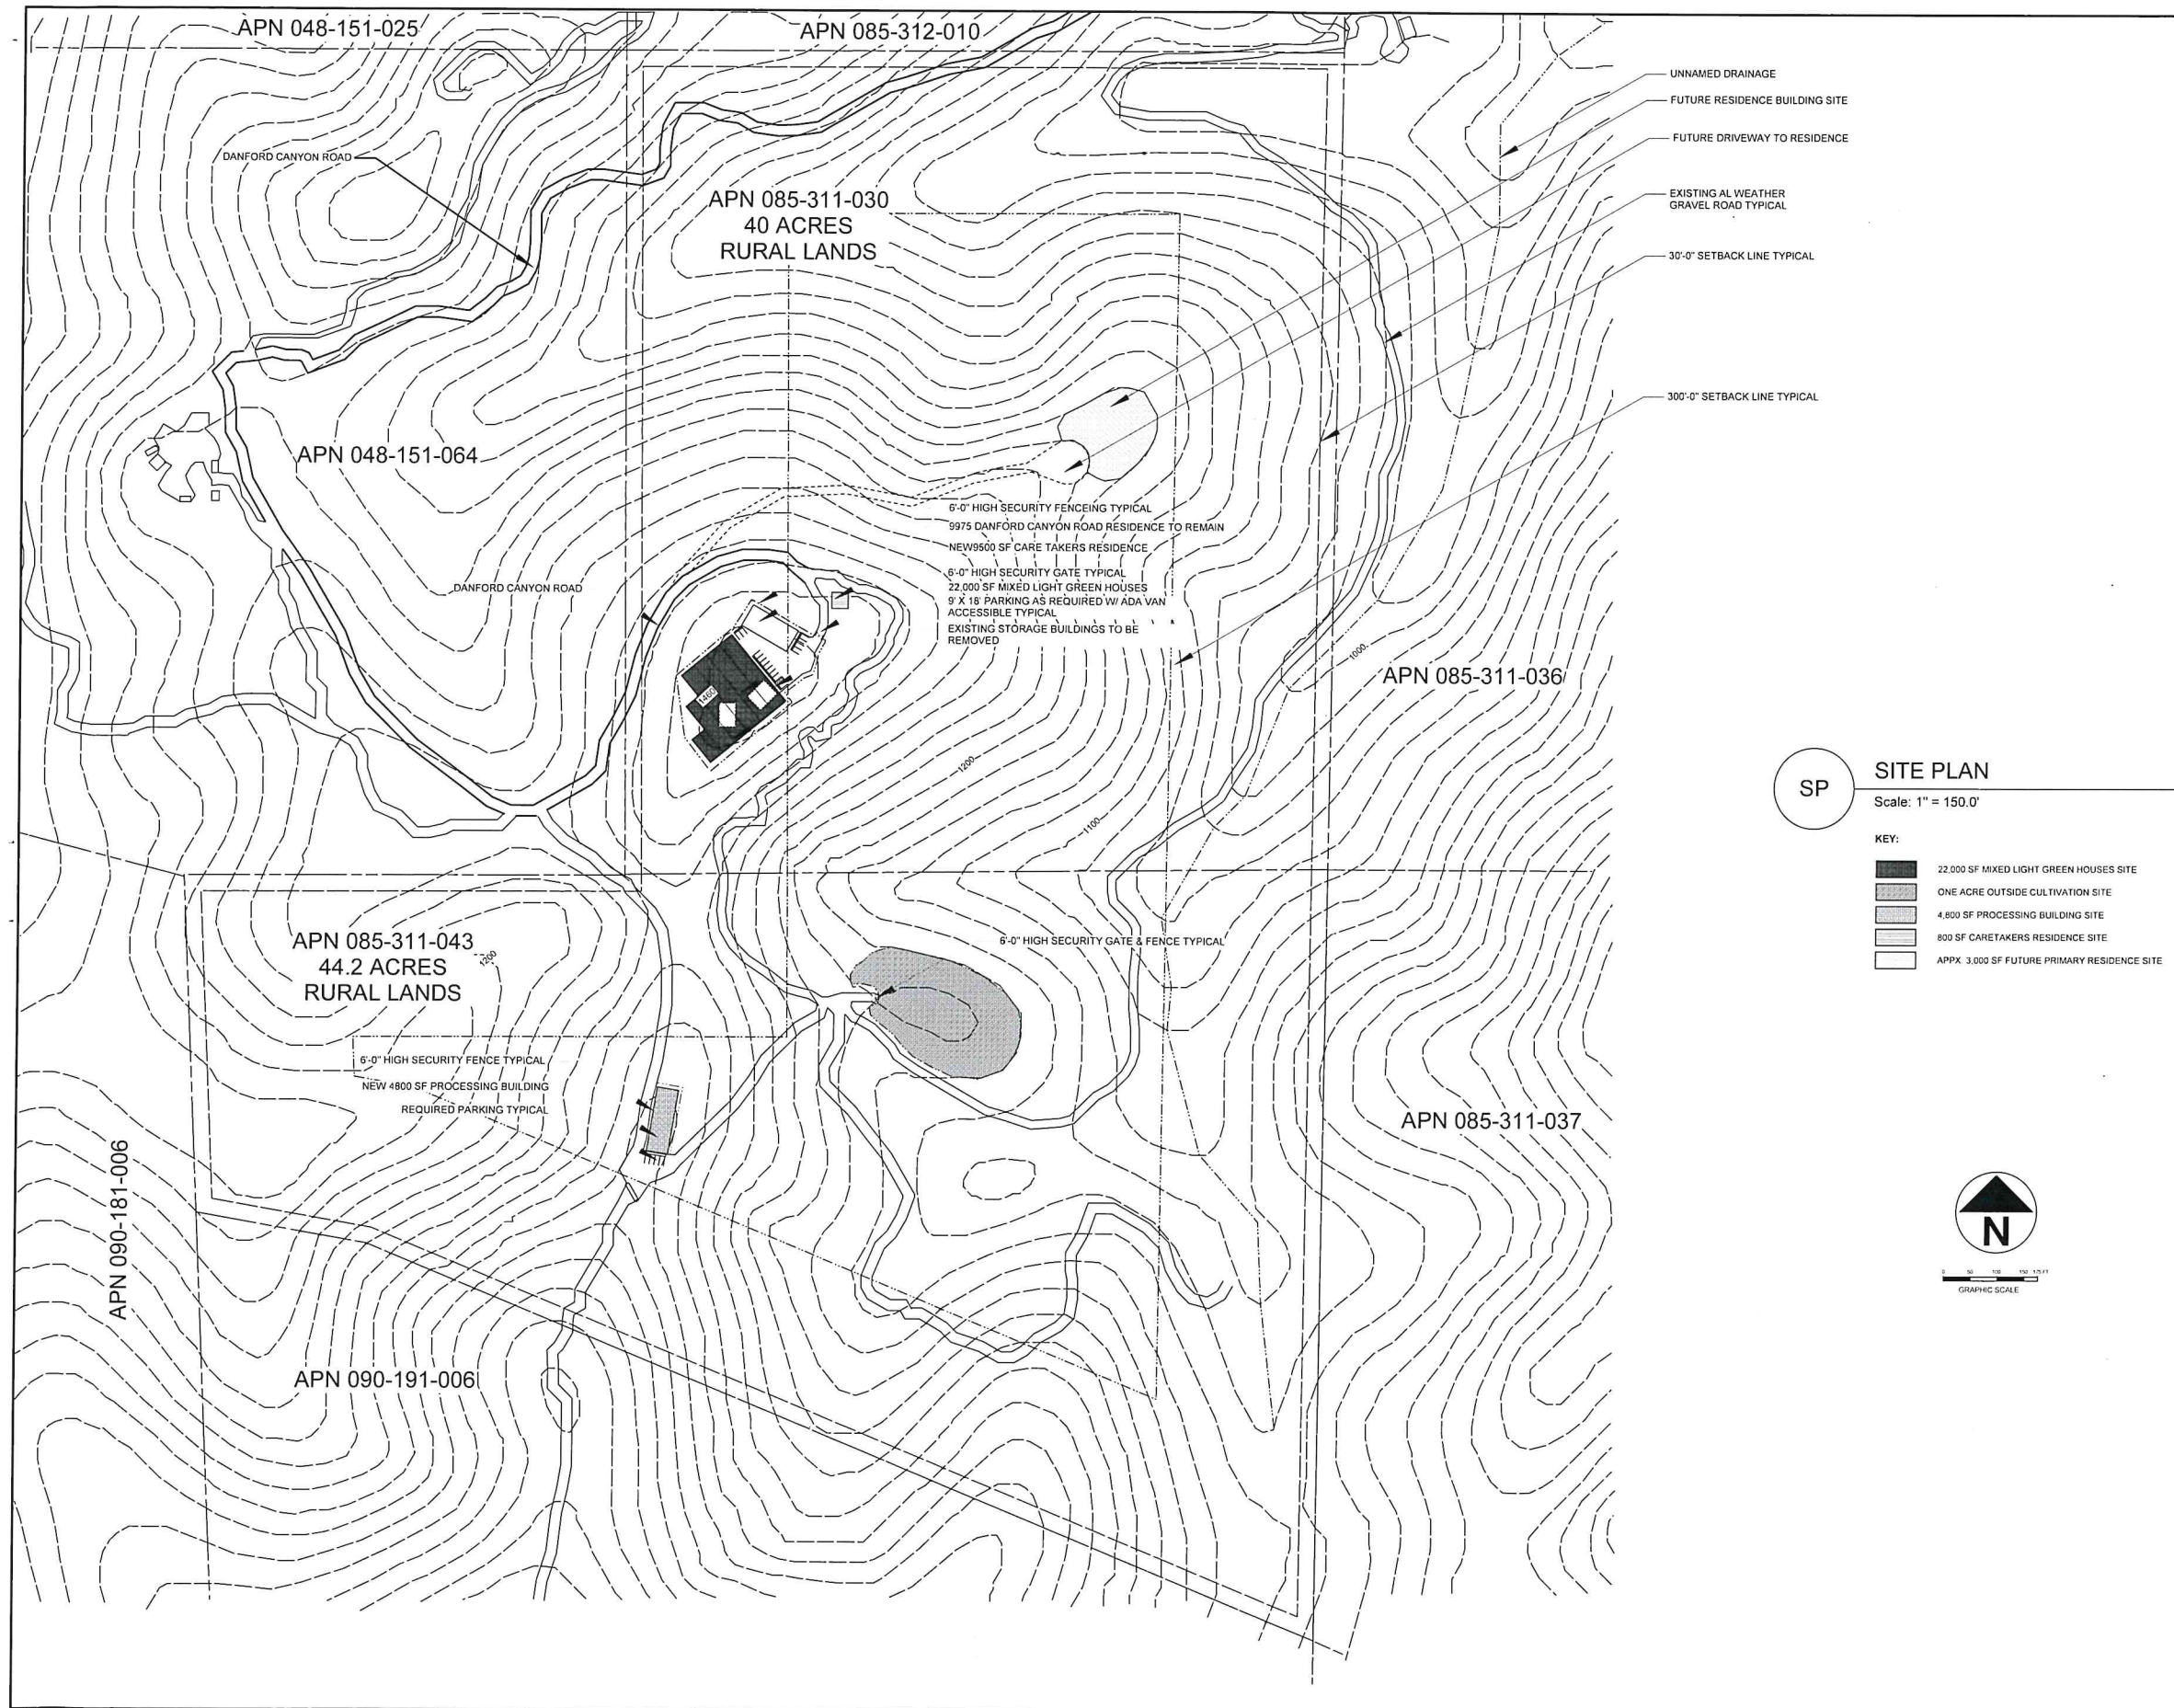 APN 048-151-025
APN 085-312-010
UNNAMED DRAINAGE
FUTURE RESIDENCE BUILDING SITE
FUTURE DRIVEWAY TO RESIDENCE
EXISTING AL WEATHER
GRAVEL ROAD TYPICAL
30'-0" SETBACK LINE TYPICAL
300'-0" SETBACK LINE TYPICAL
DANFORD CANYON ROAD
APN 085-311-030
40 ACRES
RURAL LANDS
APN 048-151-064
6'-0" HIGH SECURITY FENCEING TYPICAL
9975 DANFORD CANYON ROAD RESIDENCE TO REMAIN
NEW9500 SF CARE TAKERS RESIDENCE
6'-0" HIGH SECURITY GATE TYPICAL
22,000 SF MIXED LIGHT GREEN HOUSES
9' X 18' PARKING AS REQUIRED W/ ADA VAN
ACCESSIBLE TYPICAL
EXISTING STORAGE BUILDINGS TO BE
REMOVED
DANFORD CANYON ROAD
1460
1000
APN 085-311-036
1200
1100
SP
SITE PLAN
Scale: 1" = 150.0'
KEY:
22,000 SF MIXED LIGHT GREEN HOUSES SITE
ONE ACRE OUTSIDE CULTIVATION SITE
4,800 SF PROCESSING BUILDING SITE
800 SF CARETAKERS RESIDENCE SITE
APPX 3,000 SF FUTURE PRIMARY RESIDENCE SITE
APN 085-311-043
44.2 ACRES
RURAL LANDS
1200
6'-0" HIGH SECURITY GATE & FENCE TYPICAL
6'-0" HIGH SECURITY FENCE TYPICAL
NEW 4800 SF PROCESSING BUILDING
REQUIRED PARKING TYPICAL
APN 085-311-037
APN 090-181-006
APN 090-191-006
N
0 50 100 150 175 FT
GRAPHIC SCALE